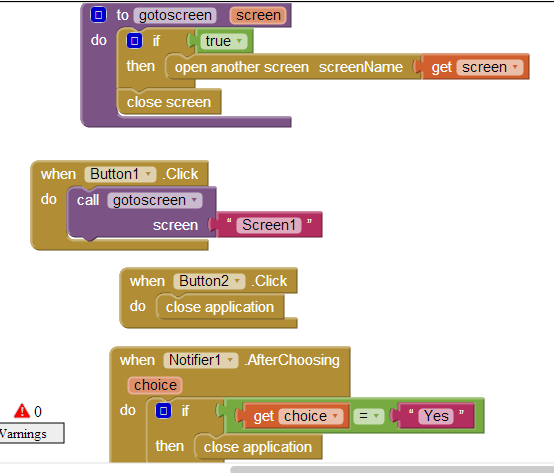 to gotoscreen screen
do if true
then open another screen screenName get screen
close screen
when Button1 .Click
do call gotoscreen
screen " Screen1 "
when Button2 .Click
do close application
when Notifier1 .AfterChoosing
choice
do if get choice = " Yes "
then close application
0
Warnings